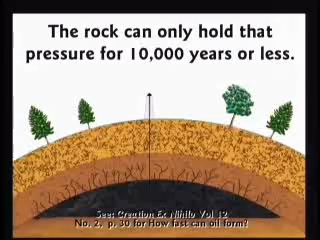 The rock can only hold that
pressure for 10,000 years or less.
See: Creation Ex Nihilo Vol 12
No. 2, p. 30 for How fast can oil form?